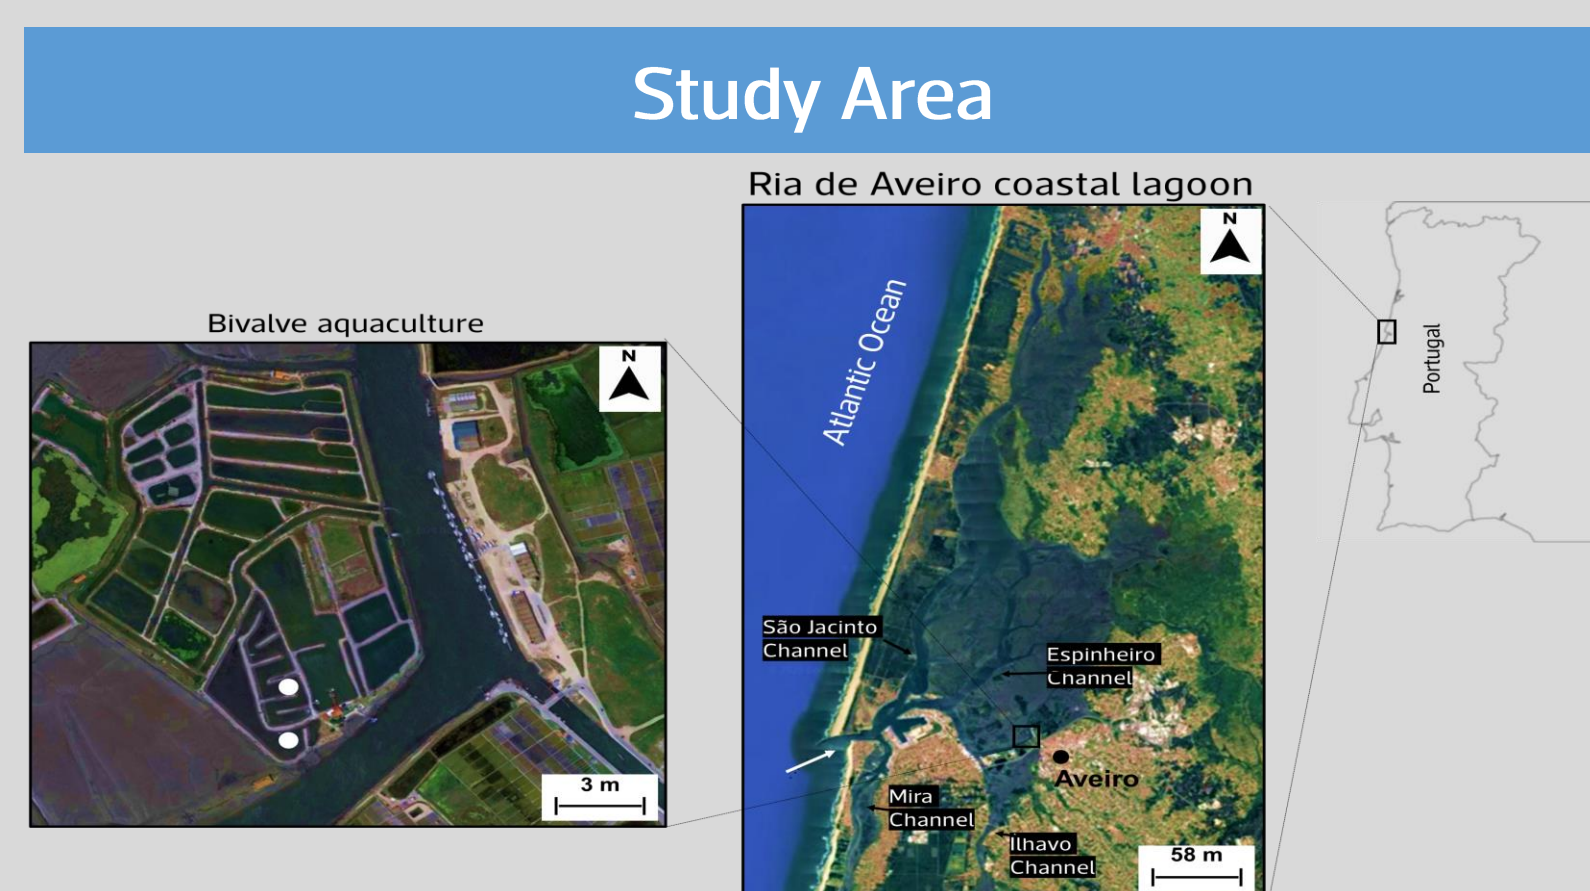 Study Area
Ria de Aveiro coastal lagoon
N
Atlantic Ocean
Portugal
Bivalve aquaculture
N
São Jacinto
Channel
Espinheiro
Channel
Aveiro
3 m
Mira
Channel
Ílhavo
Channel
58 m